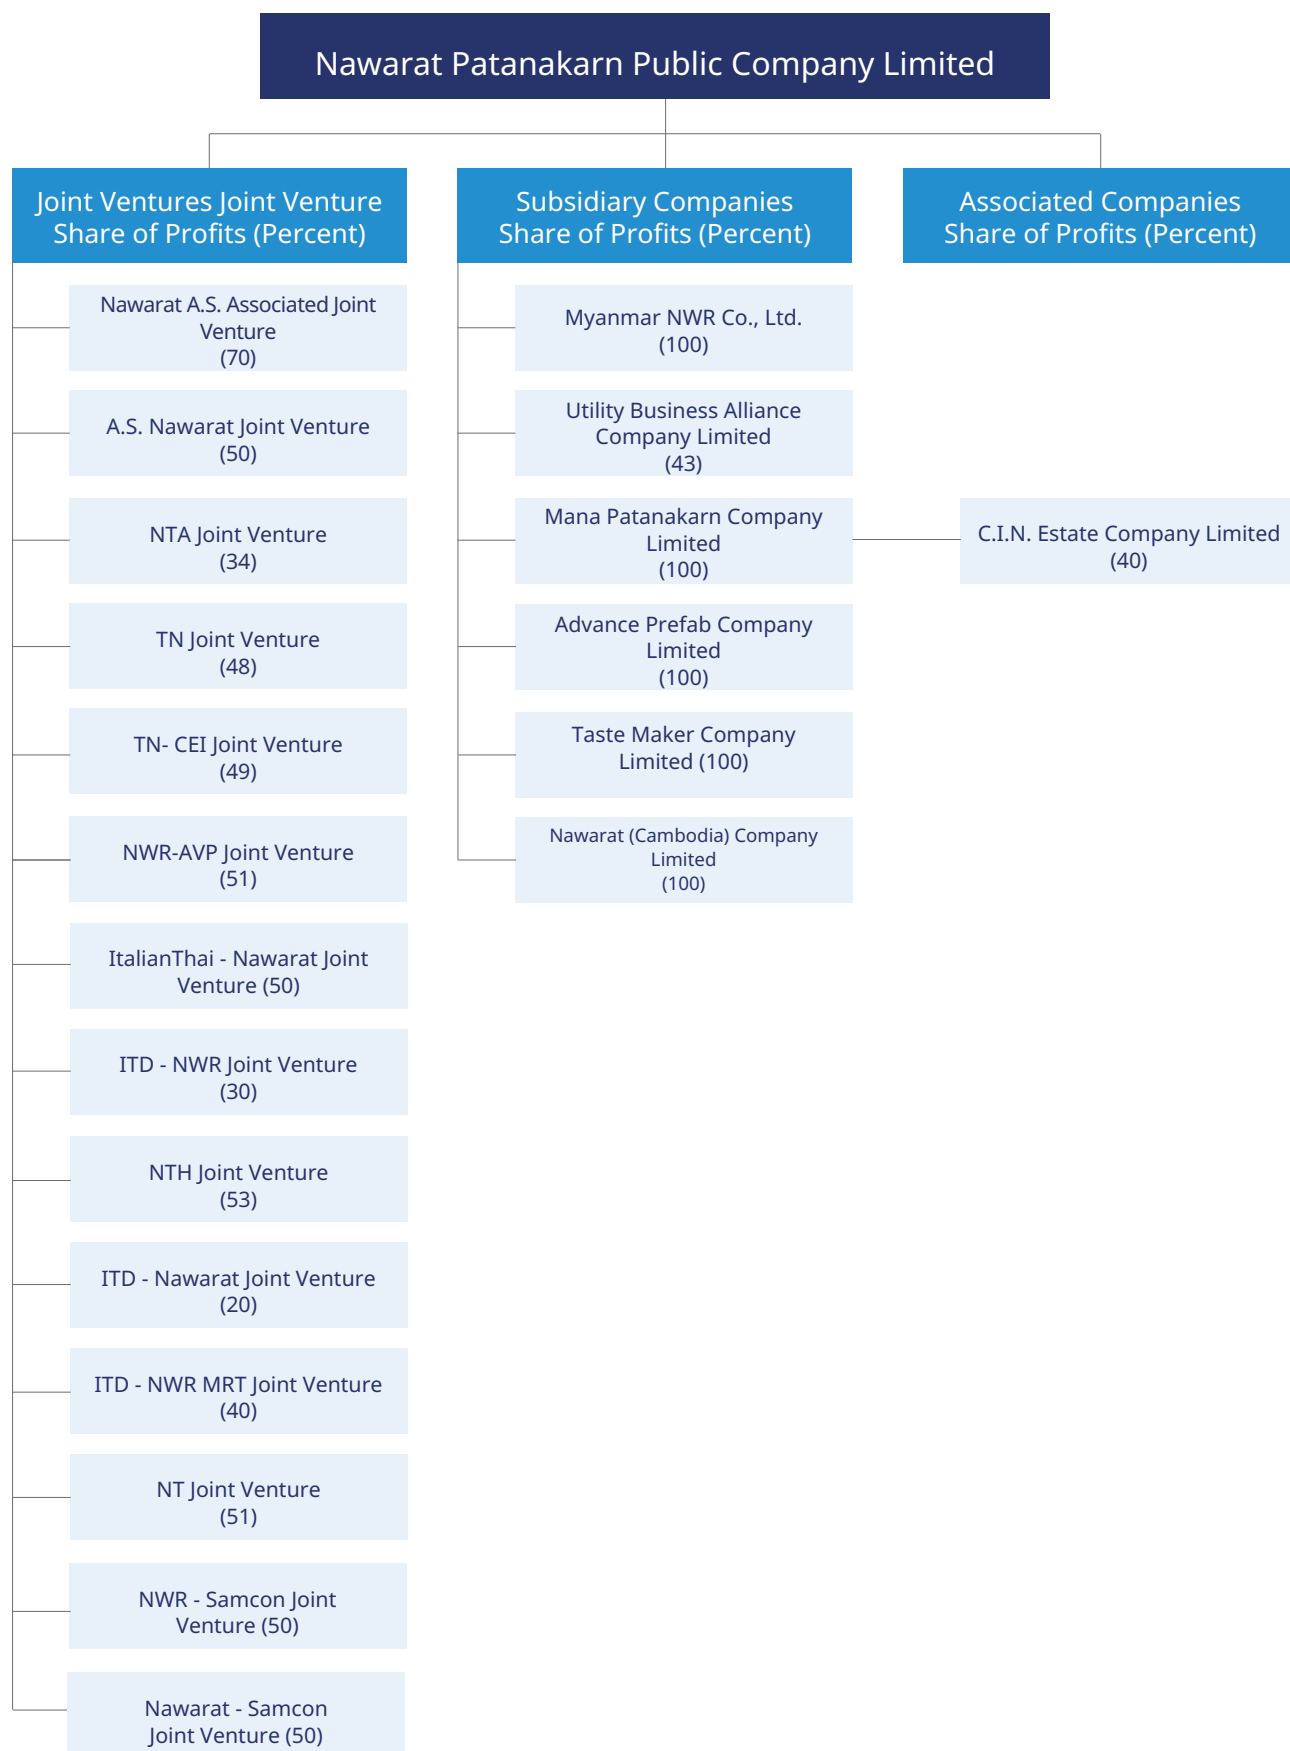 Nawarat Patanakarn Public Company Limited
Joint Ventures Joint Venture
Share of Profits (Percent)
Nawarat A.S. Associated Joint
Venture
(70)
A.S. Nawarat Joint Venture
(50)
NTA Joint Venture
(34)
TN Joint Venture
(48)
TN- CEI Joint Venture
(49)
NWR-AVP Joint Venture
(51)
ItalianThai - Nawarat Joint
Venture (50)
ITD - NWR Joint Venture
(30)
NTH Joint Venture
(53)
ITD - Nawarat Joint Venture
(20)
ITD - NWR MRT Joint Venture
(40)
NT Joint Venture
(51)
NWR - Samcon Joint
Venture (50)
Nawarat - Samcon
Joint Venture (50)
Subsidiary Companies
Share of Profits (Percent)
Myanmar NWR Co., Ltd.
(100)
Utility Business Alliance
Company Limited
(43)
Mana Patanakarn Company
Limited
(100)
Advance Prefab Company
Limited
(100)
Taste Maker Company
Limited (100)
Nawarat (Cambodia) Company
Limited
(100)
Associated Companies
Share of Profits (Percent)
C.I.N. Estate Company Limited
(40)